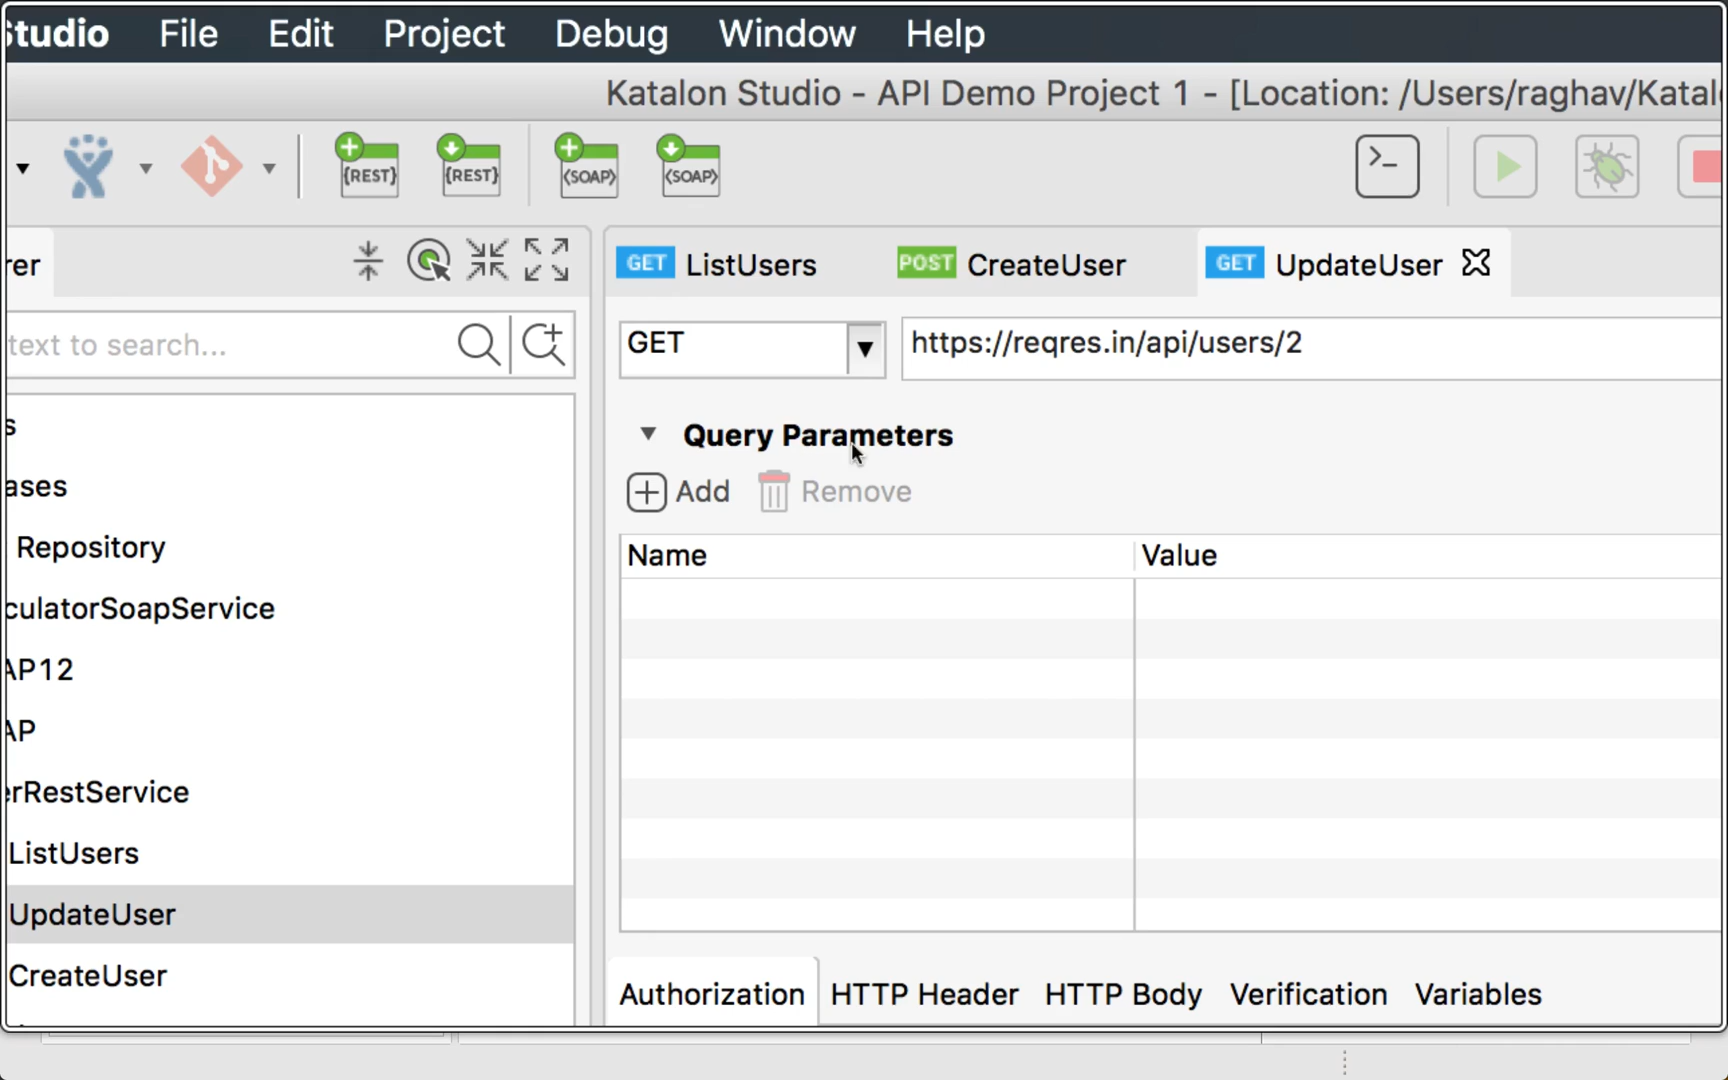 Studio File Edit Project Debug Window Help
Katalon Studio - API Demo Project 1 - [Location: /Users/raghav/Katal
{REST} {REST} <SOAP> <SOAP>
rer
GET ListUsers POST CreateUser GET UpdateUser
text to search...
GET https://reqres.in/api/users/2
s
Query Parameters
ases
Add Remove
Repository
Name Value
culatorSoapService
AP12
AP
erRestService
ListUsers
UpdateUser
CreateUser
Authorization HTTP Header HTTP Body Verification Variables